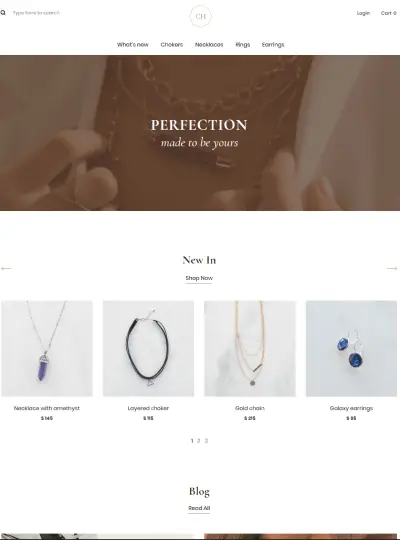 Type here to search
CH
Login Cart 0
What's new Chokers Necklaces Rings Earrings
PERFECTION
made to be yours
New In
Shop Now
Necklace with amethyst Layered choker Gold chain Galaxy earrings
$ 145 $ 115 $ 215 $ 95
1 2 3
Blog
Read All